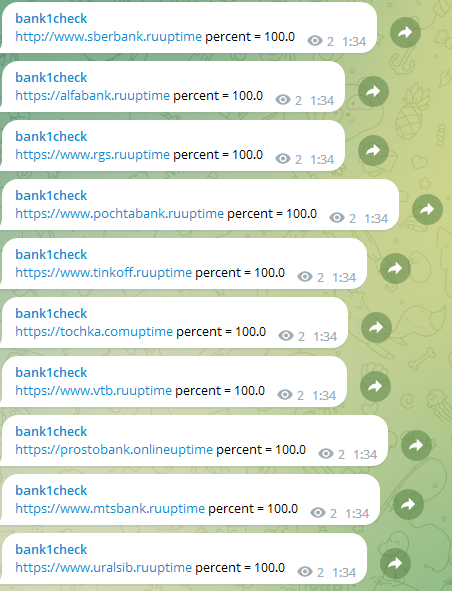 bank1check
http://www.sberbank.ruuptime percent = 100.0 2 1:34
bank1check
https://alfabank.ruuptime percent = 100.0 2 1:34
bank1check
https://www.rgs.ruuptime percent = 100.0 2 1:34
bank1check
https://www.pochtabank.ruuptime percent = 100.0 2 1:34
bank1check
https://www.tinkoff.ruuptime percent = 100.0 2 1:34
bank1check
https://tochka.comuptime percent = 100.0 2 1:34
bank1check
https://www.vtb.ruuptime percent = 100.0 2 1:34
bank1check
https://prostobank.onlineuptime percent = 100.0 2 1:34
bank1check
https://www.mtsbank.ruuptime percent = 100.0 2 1:34
bank1check
https://www.uralsib.ruuptime percent = 100.0 2 1:34